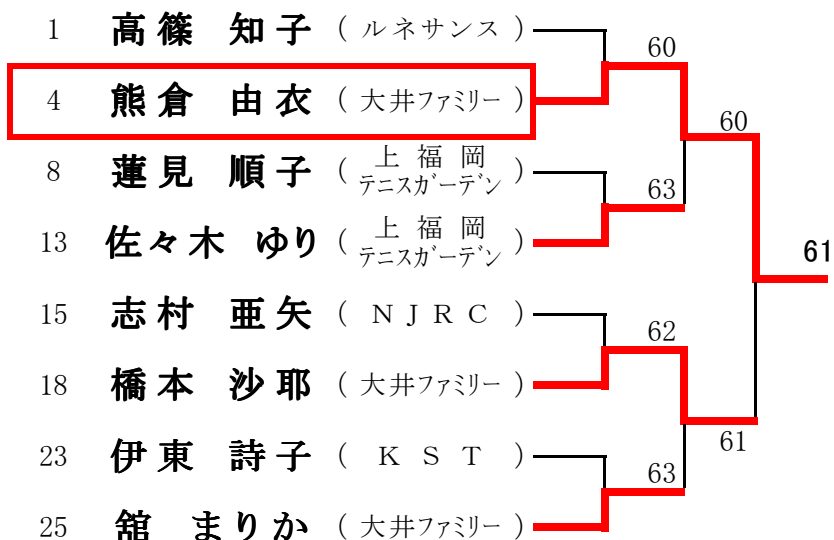 1 高篠 知子 (ルネサンス)
60
4 熊倉 由衣 (大井ファミリー)
60
8 蓮見 順子 (上福岡テニスガーデン)
63
13 佐々木 ゆり (上福岡テニスガーデン)
61
15 志村 亜矢 (NJRC)
62
18 橋本 沙耶 (大井ファミリー)
61
23 伊東 詩子 (KST)
63
25 舘 まりか (大井ファミリー)